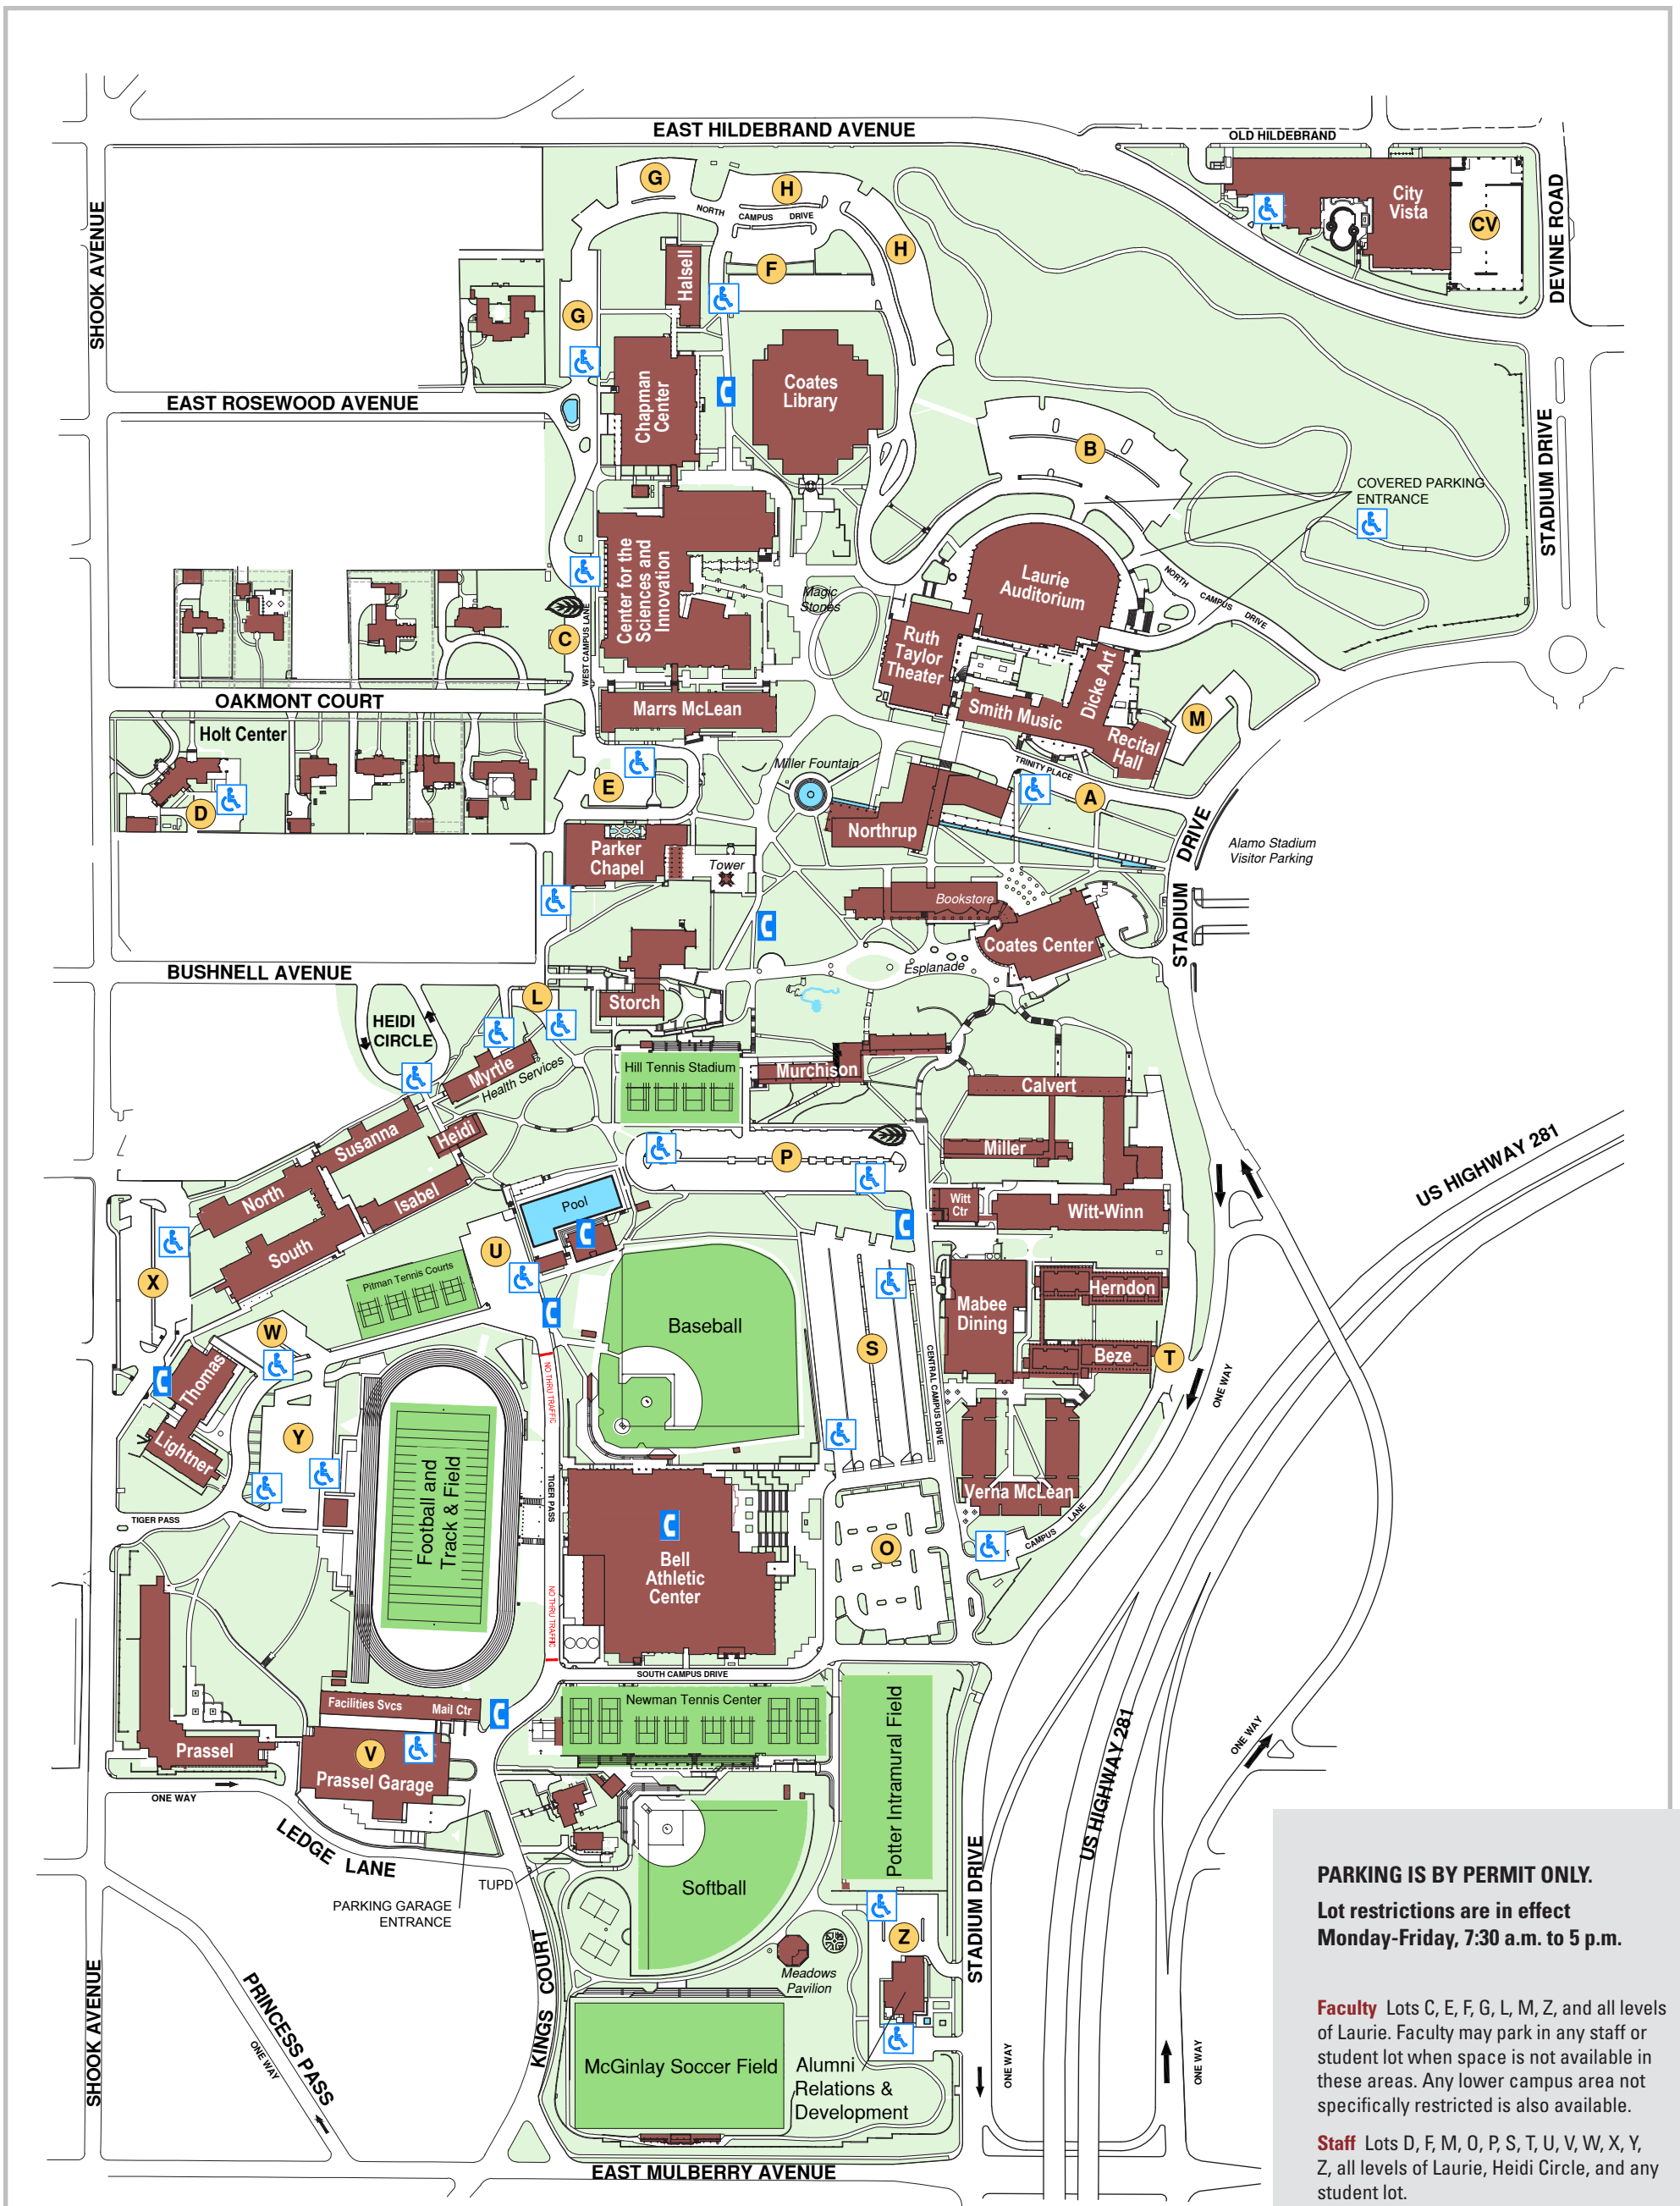 EAST HILDEBRAND AVENUE
OLD HILDEBRAND
G
H
NORTH CAMPUS DRIVE
City
Vista
CV
DEVINE ROAD
SHOOK AVENUE
H
F
Halsell
G
EAST ROSEWOOD AVENUE
Chapman
Center
C
Coates
Library
B
STADIUM DRIVE
COVERED PARKING
ENTRANCE
Center for the
Sciences and
Innovation
Magic
Stones
Laurie
Auditorium
NORTH CAMPUS DRIVE
C
WEST CAMPUS LANE
Ruth
Taylor
Theater
Dicke Art
OAKMONT COURT
Marrs McLean
Smith Music
M
Recital
Hall
Holt Center
Miller Fountain
TRINITY PLACE
E
A
D
Northrup
Parker
Chapel
Tower
Alamo Stadium
Visitor Parking
STADIUM DRIVE
Bookstore
C
Coates Center
BUSHNELL AVENUE
Esplanade
L
Storch
HEIDI
CIRCLE
Myrtle
Health Services
Hill Tennis Stadium
Murchison
Calvert
Susanna
Heidi
P
Miller
US HIGHWAY 281
North
Isabel
Pool
C
C
Witt
Ctr
Witt-Winn
South
U
X
Pitman Tennis Courts
Herndon
Mabee
Dining
C
W
Baseball
S
Beze
T
C
Thomas
NO THRU TRAFFIC
CENTRAL CAMPUS DRIVE
ONE WAY
Y
Lightner
Football and
Track & Field
TIGER PASS
Verna McLean
TIGER PASS
C
Bell
Athletic
Center
O
CAMPUS LANE
NO THRU TRAFFIC
SOUTH CAMPUS DRIVE
Facilities Svcs
Mail Ctr
C
Newman Tennis Center
Potter Intramural Field
US HIGHWAY 281
ONE WAY
Prassel
V
Prassel Garage
ONE WAY
LEDGE LANE
TUPD
PARKING GARAGE
ENTRANCE
Softball
STADIUM DRIVE
Z
KINGS COURT
SHOOK AVENUE
PRINCESS PASS
ONE WAY
Meadows
Pavilion
McGinlay Soccer Field
Alumni
Relations &
Development
ONE WAY
ONE WAY
EAST MULBERRY AVENUE
PARKING IS BY PERMIT ONLY.
Lot restrictions are in effect
Monday-Friday, 7:30 a.m. to 5 p.m.
Faculty Lots C, E, F, G, L, M, Z, and all levels
of Laurie. Faculty may park in any staff or
student lot when space is not available in
these areas. Any lower campus area not
specifically restricted is also available.
Staff Lots D, F, M, O, P, S, T, U, V, W, X, Y,
Z, all levels of Laurie, Heidi Circle, and any
student lot.